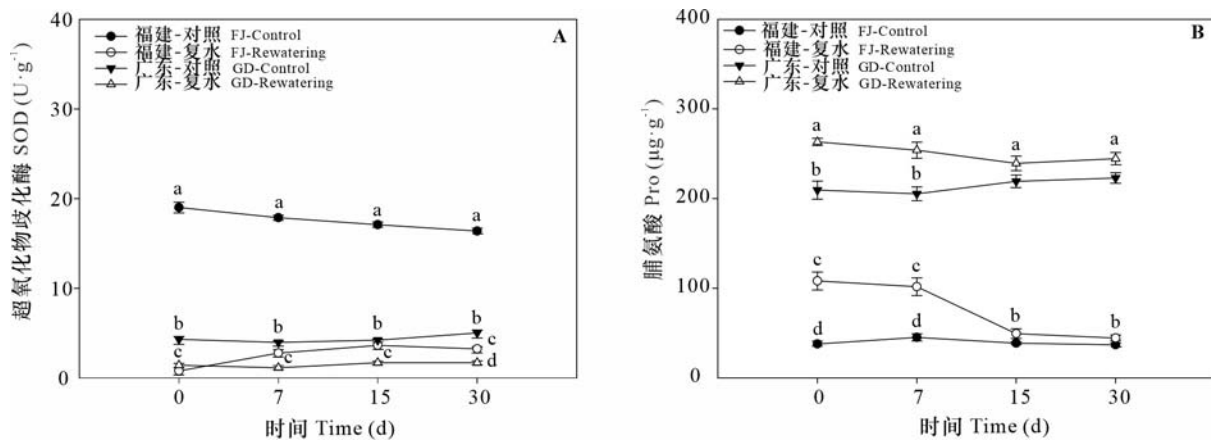 40
30
20
10
0
超氧化物歧化酶 SOD (U·g⁻¹)
A
福建-对照 FJ-Control
福建-复水 FJ-Rewatering
广东-对照 GD-Control
广东-复水 GD-Rewatering
a a a a
b b b b
c c c c
d
0 7 15 30
时间 Time (d)
400
300
200
100
0
脯氨酸 Pro (μg·g⁻¹)
B
福建-对照 FJ-Control
福建-复水 FJ-Rewatering
广东-对照 GD-Control
广东-复水 GD-Rewatering
a a a a
b b
c c
b b
d d
0 7 15 30
时间 Time (d)